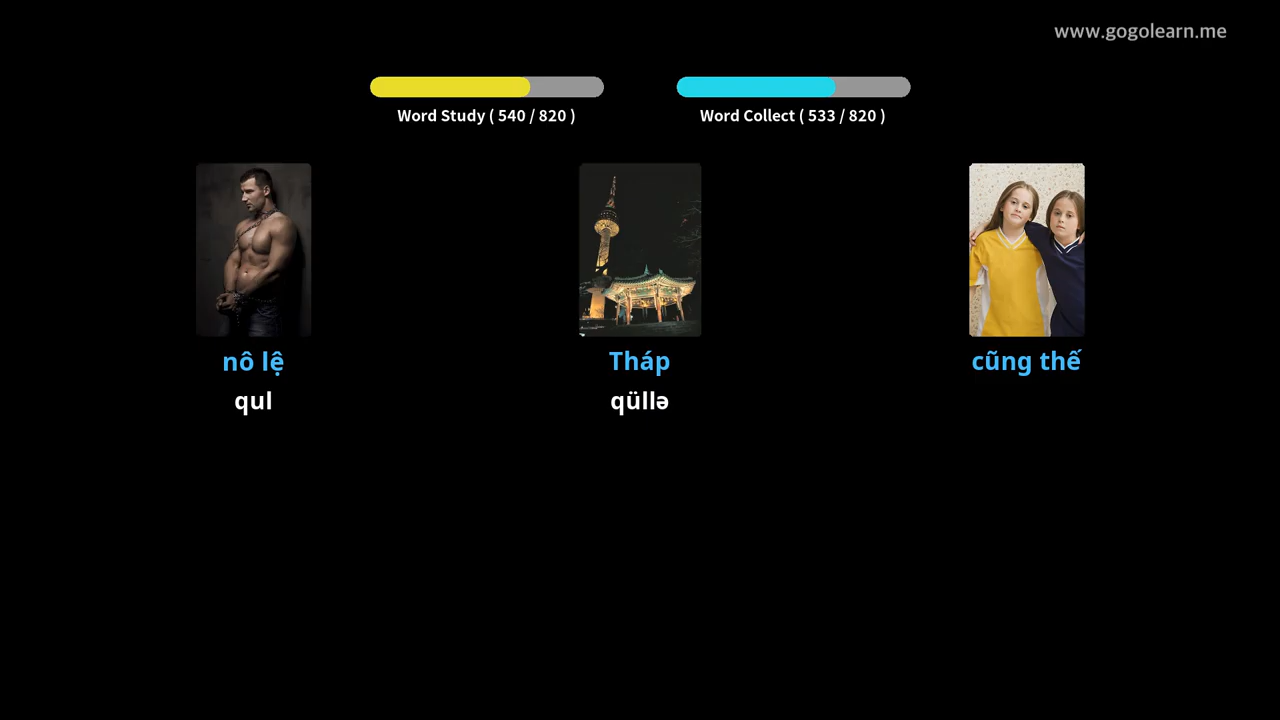 www.gogolearn.me
Word Study ( 540 / 820 )
Word Collect ( 533 / 820 )
nô lệ
qul
Tháp
qüllə
cũng thế